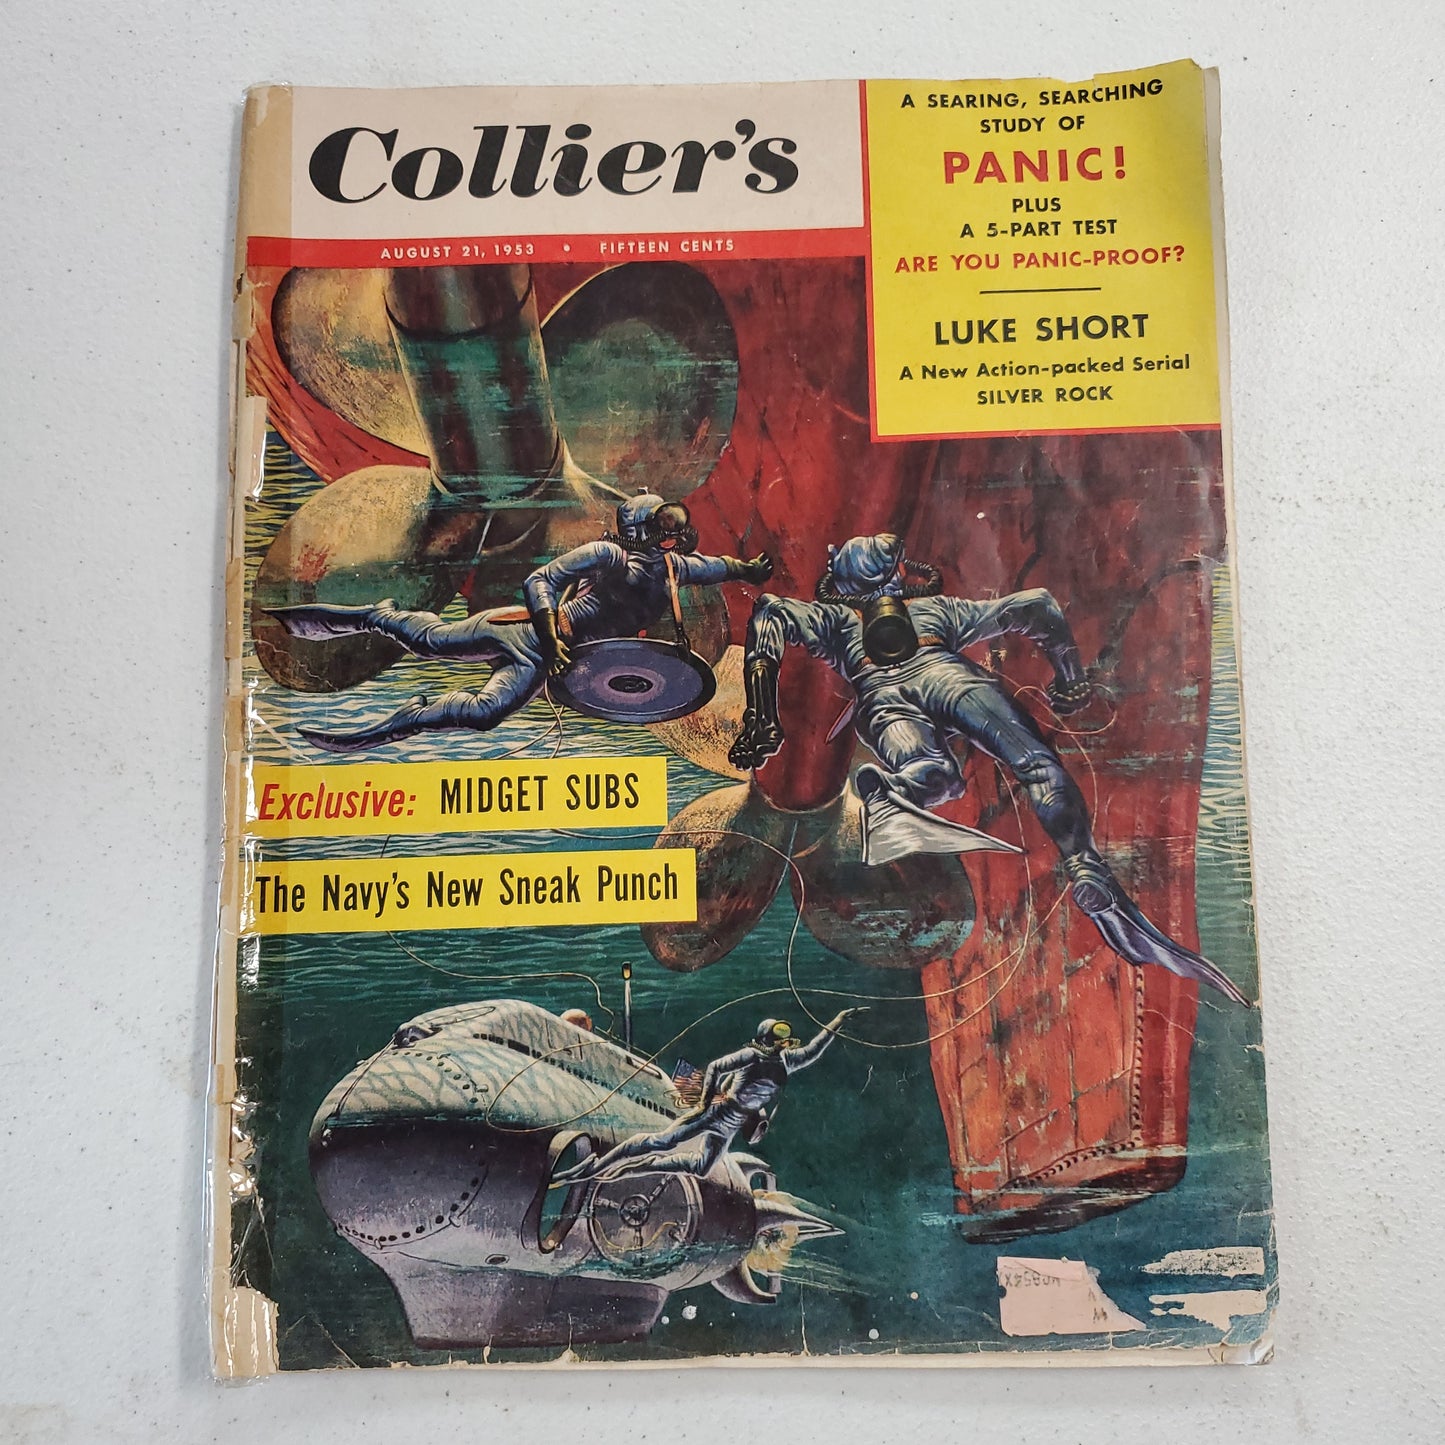 Collier's
AUGUST 21, 1953 • FIFTEEN CENTS
A SEARING, SEARCHING
STUDY OF
PANIC!
PLUS
A 5-PART TEST
ARE YOU PANIC-PROOF?
LUKE SHORT
A New Action-packed Serial
SILVER ROCK
Exclusive: MIDGET SUBS
The Navy's New Sneak Punch